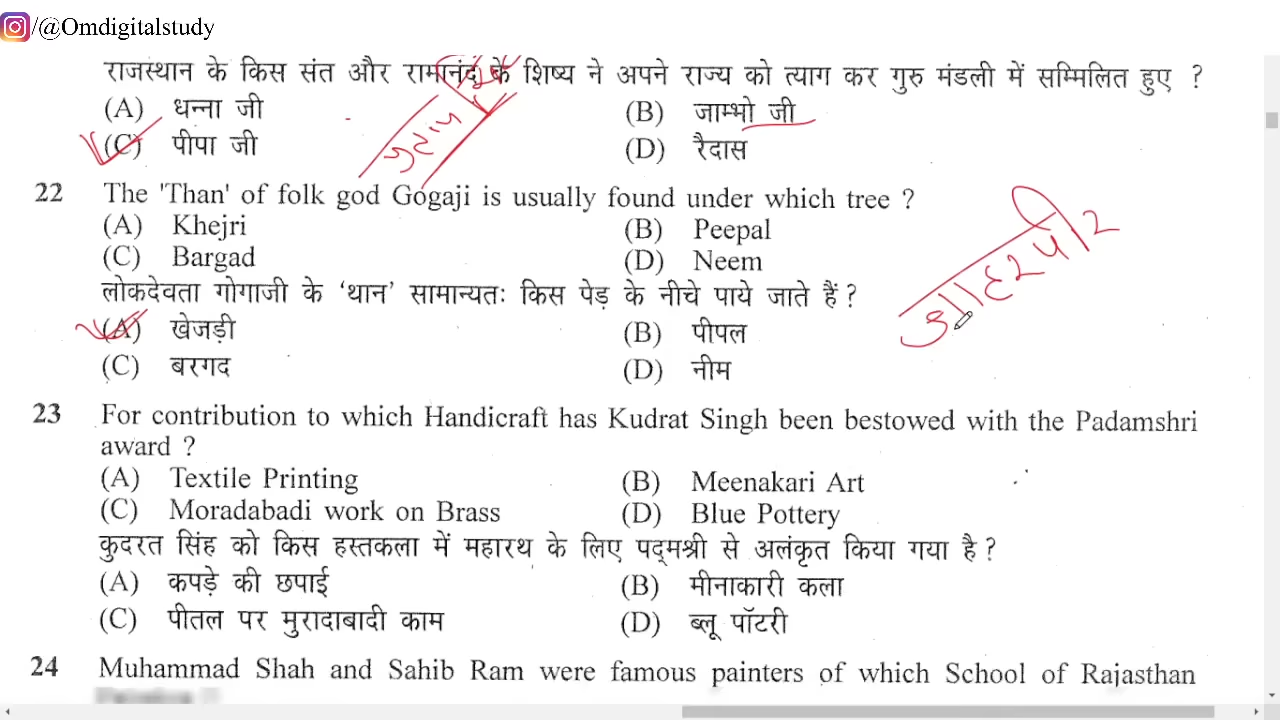 /@Omdigitalstudy
राजस्थान के किस संत और रामानंद के शिष्य ने अपने राज्य को त्याग कर गुरु मंडली में सम्मिलित हुए ?
(A) धन्ना जी (B) जाम्भो जी
(C) पीपा जी (D) रैदास
22 The 'Than' of folk god Gogaji is usually found under which tree ?
(A) Khejri (B) Peepal
(C) Bargad (D) Neem
लोकदेवता गोगाजी के ‘थान’ सामान्यतः किस पेड़ के नीचे पाये जाते हैं ?
(A) खेजड़ी (B) पीपल
(C) बरगद (D) नीम
जाहरपीर
23 For contribution to which Handicraft has Kudrat Singh been bestowed with the Padamshri
award ?
(A) Textile Printing (B) Meenakari Art
(C) Moradabadi work on Brass (D) Blue Pottery
कुदरत सिंह को किस हस्तकला में महारथ के लिए पद्मश्री से अलंकृत किया गया है ?
(A) कपड़े की छपाई (B) मीनाकारी कला
(C) पीतल पर मुरादाबादी काम (D) ब्लू पॉटरी
24 Muhammad Shah and Sahib Ram were famous painters of which School of Rajasthan